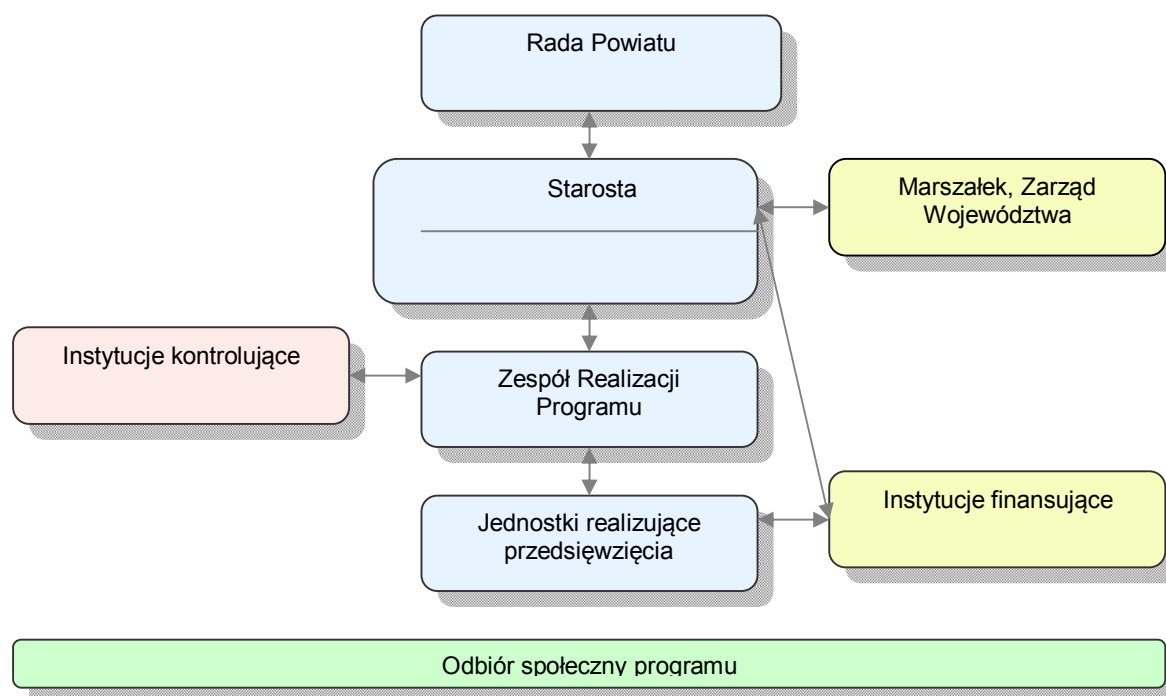 Rada Powiatu
Starosta
Marszałek, Zarząd
Województwa
Instytucje kontrolujące
Zespół Realizacji
Programu
Jednostki realizujące
przedsięwzięcia
Instytucje finansujące
Odbiór społeczny programu